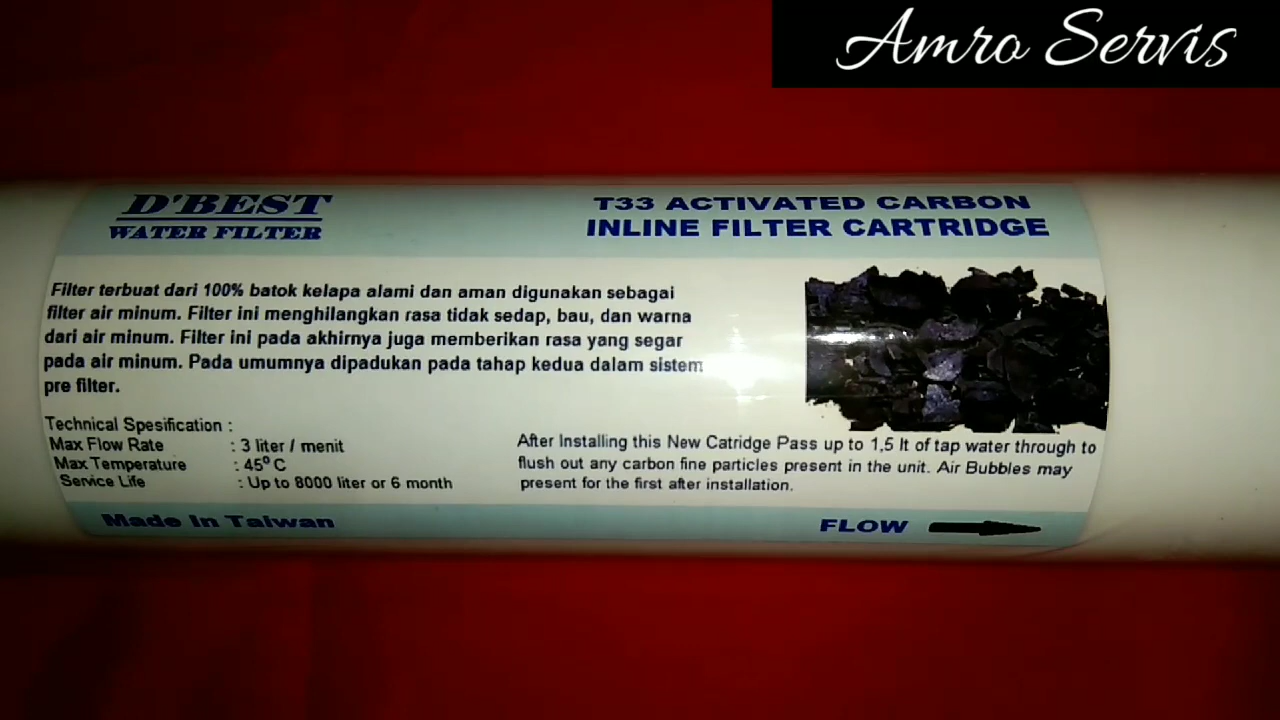 Amro Servis
D'BEST
WATER FILTER
T33 ACTIVATED CARBON
INLINE FILTER CARTRIDGE
Filter terbuat dari 100% batok kelapa alami dan aman digunakan sebagai
filter air minum. Filter ini menghilangkan rasa tidak sedap, bau, dan warna
dari air minum. Filter ini pada akhirnya juga memberikan rasa yang segar
pada air minum. Pada umumnya dipadukan pada tahap kedua dalam sistem
pre filter.
Technical Spesification :
Max Flow Rate : 3 liter / menit
Max Temperature : 45⁰ C
Service Life : Up to 8000 liter or 6 month
After Installing this New Catridge Pass up to 1,5 lt of tap water through to
flush out any carbon fine particles present in the unit. Air Bubbles may
present for the first after installation.
Made In Taiwan
FLOW